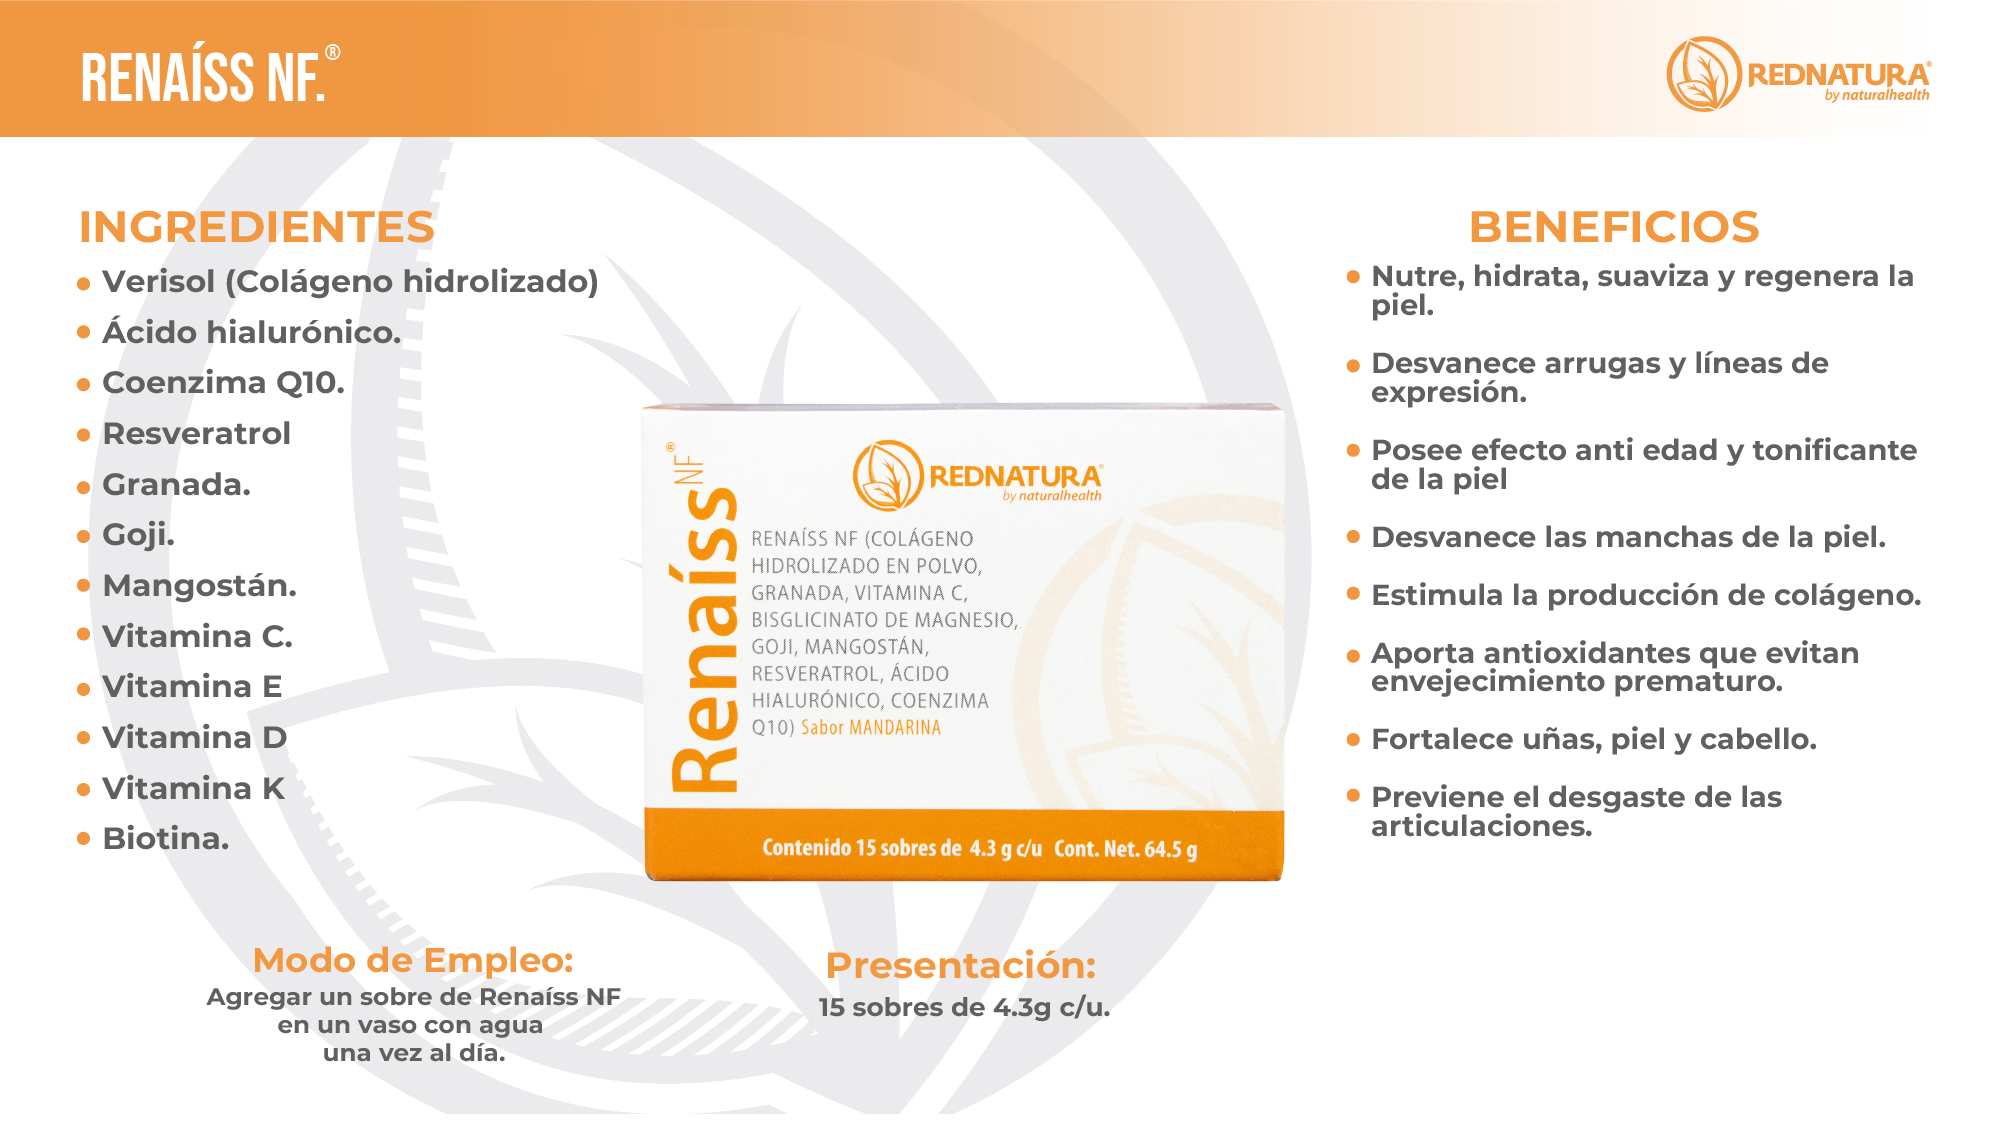 RENAÍSS NF.®
REDNATURA®
by naturalhealth
INGREDIENTES
Verisol (Colágeno hidrolizado)
Ácido hialurónico.
Coenzima Q10.
Resveratrol
Granada.
Goji.
Mangostán.
Vitamina C.
Vitamina E
Vitamina D
Vitamina K
Biotina.
Renaíss NF®
REDNATURA®
by naturalhealth
RENAÍSS NF (COLÁGENO
HIDROLIZADO EN POLVO,
GRANADA, VITAMINA C,
BISGLICINATO DE MAGNESIO,
GOJI, MANGOSTÁN,
RESVERATROL, ÁCIDO
HIALURÓNICO, COENZIMA
Q10) Sabor MANDARINA
Contenido 15 sobres de 4.3 g c/u Cont. Net. 64.5 g
BENEFICIOS
Nutre, hidrata, suaviza y regenera la
piel.
Desvanece arrugas y líneas de
expresión.
Posee efecto anti edad y tonificante
de la piel
Desvanece las manchas de la piel.
Estimula la producción de colágeno.
Aporta antioxidantes que evitan
envejecimiento prematuro.
Fortalece uñas, piel y cabello.
Previene el desgaste de las
articulaciones.
Modo de Empleo:
Agregar un sobre de Renaíss NF
en un vaso con agua
una vez al día.
Presentación:
15 sobres de 4.3g c/u.